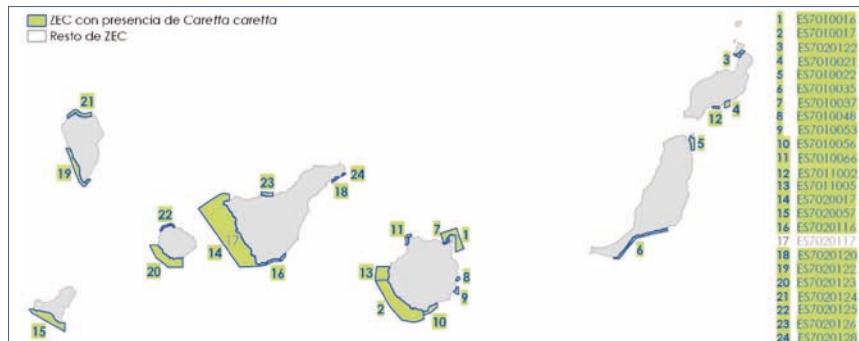 ZEC con presencia de Caretta caretta
Resto de ZEC
3
21
4
12
5
19
24
23
18
22
11
7
1
17
14
6
16
20
13
8
9
2
10
15
1 ES7010016
2 ES7010017
3 ES7020122
4 ES7010021
5 ES7010022
6 ES7010035
7 ES7010037
8 ES7010048
9 ES7010053
10 ES7010056
11 ES7010066
12 ES7011002
13 ES7011005
14 ES7020017
15 ES7020057
16 ES7020116
17 ES7020117
18 ES7020120
19 ES7020122
20 ES7020123
21 ES7020124
22 ES7020125
23 ES7020126
24 ES7020128